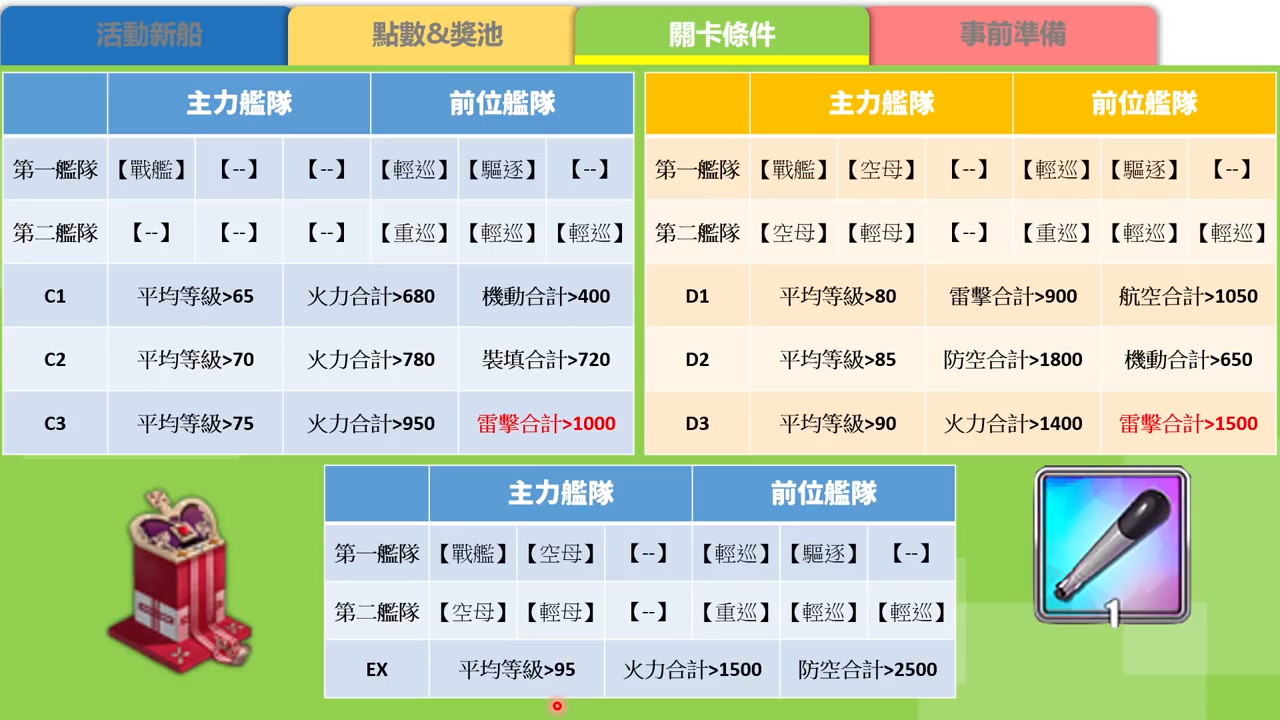 活動新船 點數&獎池 關卡條件 事前準備
主力艦隊 前位艦隊
第一艦隊 【戰艦】 【--】 【--】 【輕巡】 【驅逐】 【--】
第二艦隊 【--】 【--】 【--】 【重巡】 【輕巡】 【輕巡】
C1 平均等級>65 火力合計>680 機動合計>400
C2 平均等級>70 火力合計>780 裝填合計>720
C3 平均等級>75 火力合計>950 雷擊合計>1000
主力艦隊 前位艦隊
第一艦隊 【戰艦】 【空母】 【--】 【輕巡】 【驅逐】 【--】
第二艦隊 【空母】 【輕母】 【--】 【重巡】 【輕巡】 【輕巡】
D1 平均等級>80 雷擊合計>900 航空合計>1050
D2 平均等級>85 防空合計>1800 機動合計>650
D3 平均等級>90 火力合計>1400 雷擊合計>1500
主力艦隊 前位艦隊
第一艦隊 【戰艦】 【空母】 【--】 【輕巡】 【驅逐】 【--】
第二艦隊 【空母】 【輕母】 【--】 【重巡】 【輕巡】 【輕巡】
EX 平均等級>95 火力合計>1500 防空合計>2500
1